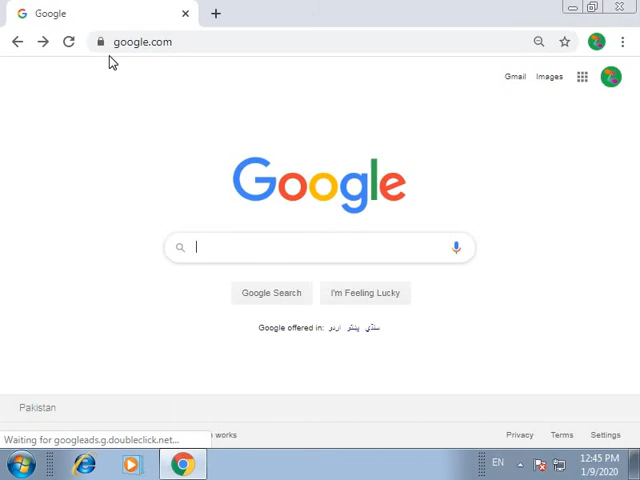 Google
google.com
Gmail Images
Google
Google Search I'm Feeling Lucky
Google offered in: اردو پښتو سنڌي
Pakistan
Waiting for googleads.g.doubleclick.net... works Privacy Terms Settings
EN 12:45 PM
1/9/2020